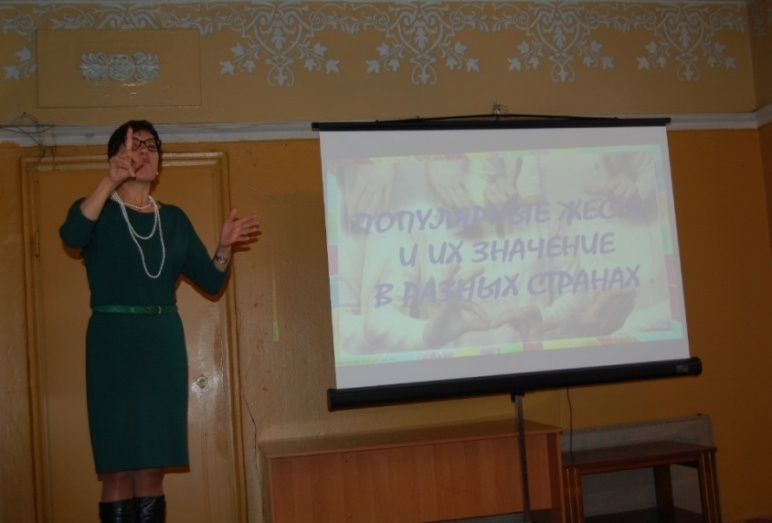 ПОПУЛЯРНЫЕ ЖЕСТЫ
И ИХ ЗНАЧЕНИЕ
В РАЗНЫХ СТРАНАХ